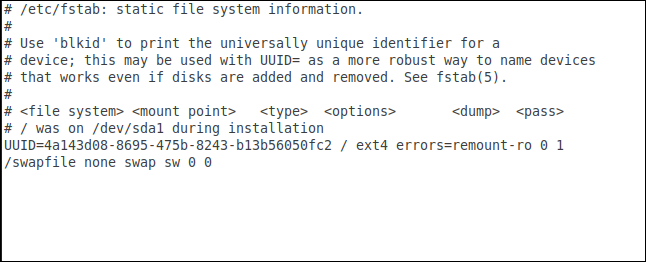 # /etc/fstab: static file system information.
#
# Use 'blkid' to print the universally unique identifier for a
# device; this may be used with UUID= as a more robust way to name devices
# that works even if disks are added and removed. See fstab(5).
#
# <file system> <mount point>   <type>  <options>       <dump>  <pass>
# / was on /dev/sda1 during installation
UUID=4a143d08-8695-475b-8243-b13b56050fc2 / ext4 errors=remount-ro 0 1
/swapfile none swap sw 0 0